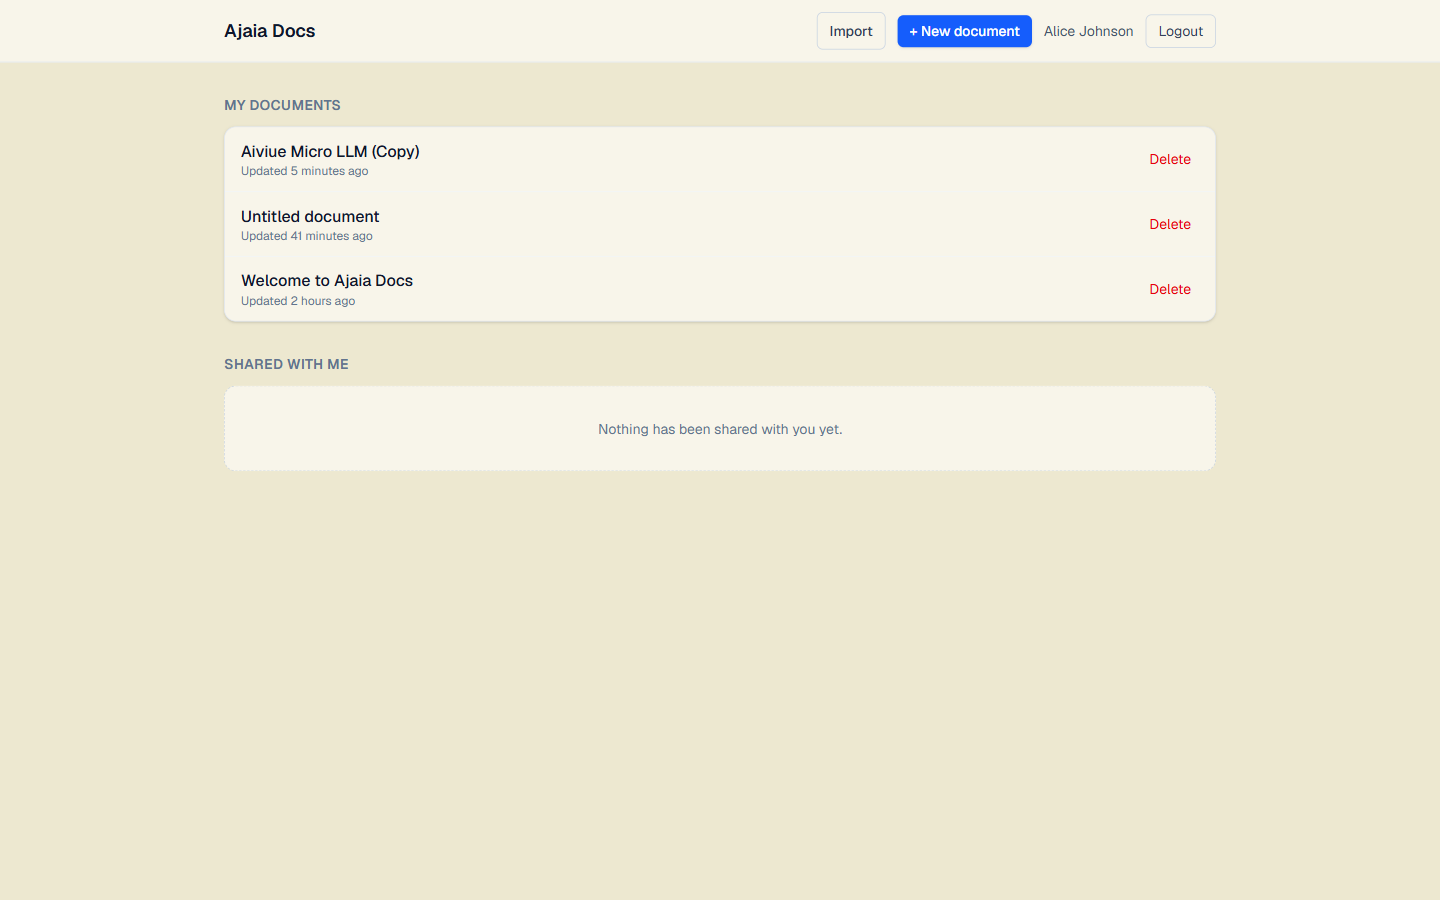 Ajaia Docs
Import
+ New document
Alice Johnson
Logout
MY DOCUMENTS
Aiviue Micro LLM (Copy)
Updated 5 minutes ago
Delete
Untitled document
Updated 41 minutes ago
Delete
Welcome to Ajaia Docs
Updated 2 hours ago
Delete
SHARED WITH ME
Nothing has been shared with you yet.